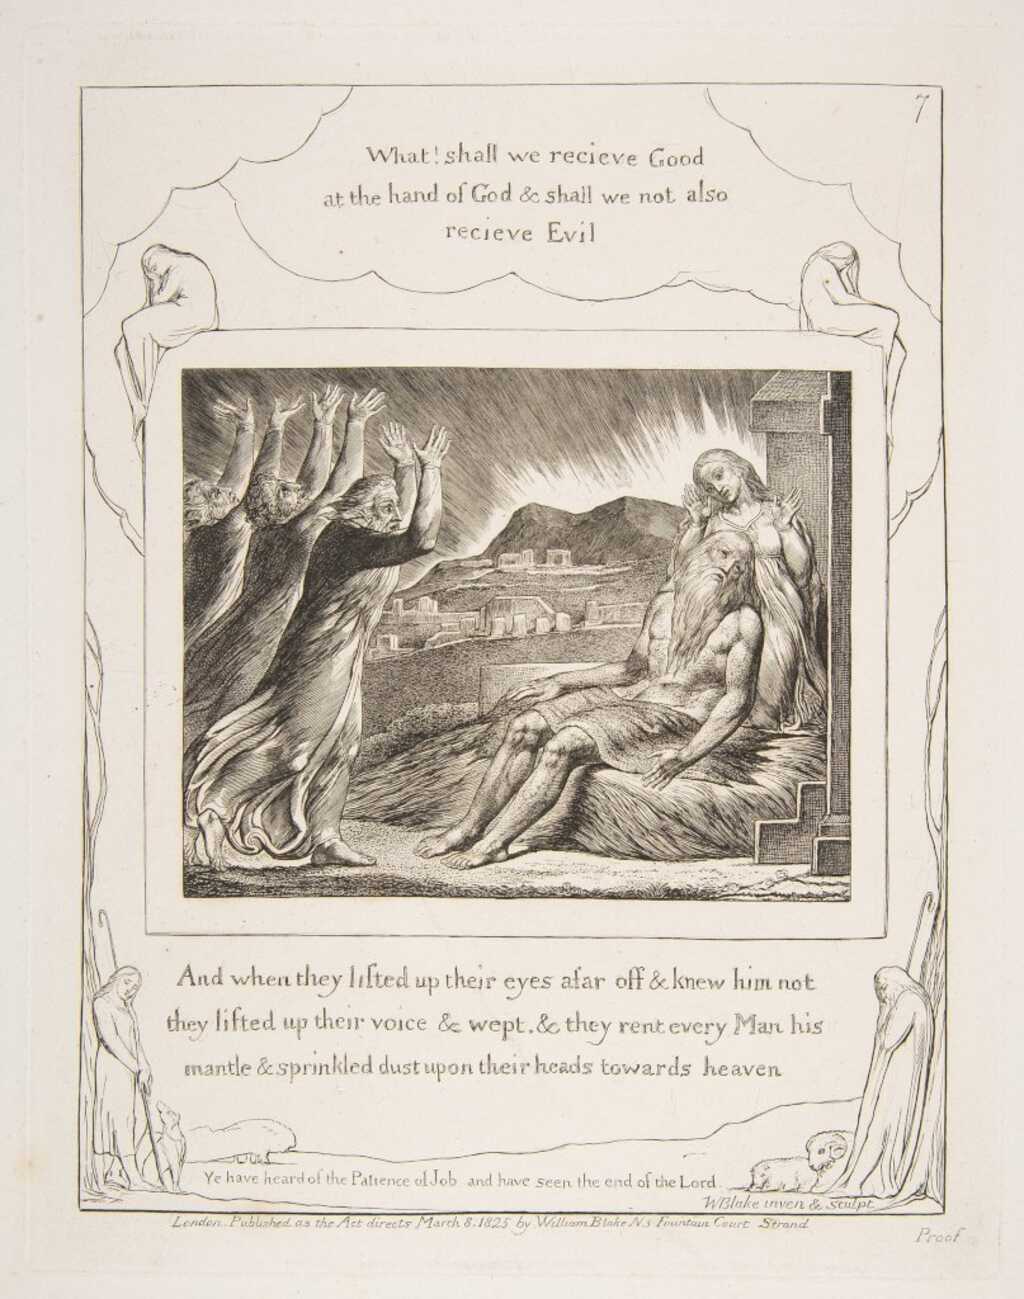 7
What! shall we recieve Good
at the hand of God & shall we not also
recieve Evil
And when they lifted up their eyes afar off & knew him not
they lifted up their voice & wept. & they rent every Man his
mantle & sprinkled dust upon their heads towards heaven
Ye have heard of the Patience of Job and have seen the end of the Lord
WBlake inven & sculpt
London. Published as the Act directs March 8. 1825 by William Blake N 3 Fountain Court Strand
Proof